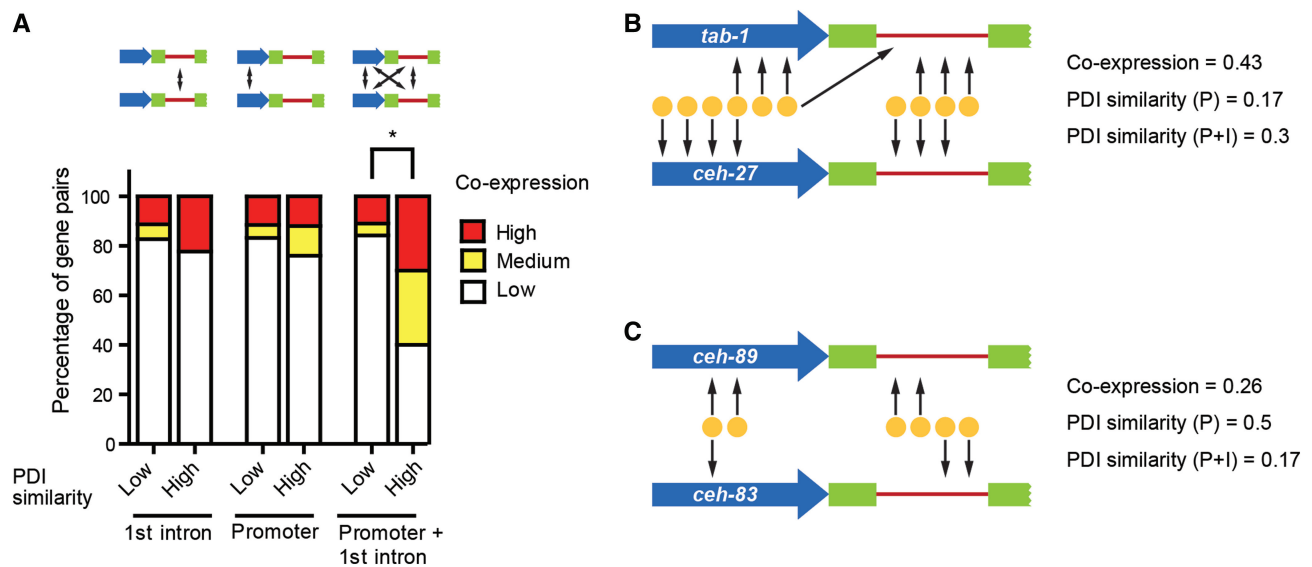 A
*
Co-expression
High
Medium
Low
Percentage of gene pairs
100
80
60
40
20
0
PDI
similarity
Low
High
Low
High
Low
High
1st intron
Promoter
Promoter +
1st intron
B
tab-1
ceh-27
Co-expression = 0.43
PDI similarity (P) = 0.17
PDI similarity (P+I) = 0.3
C
ceh-89
ceh-83
Co-expression = 0.26
PDI similarity (P) = 0.5
PDI similarity (P+I) = 0.17